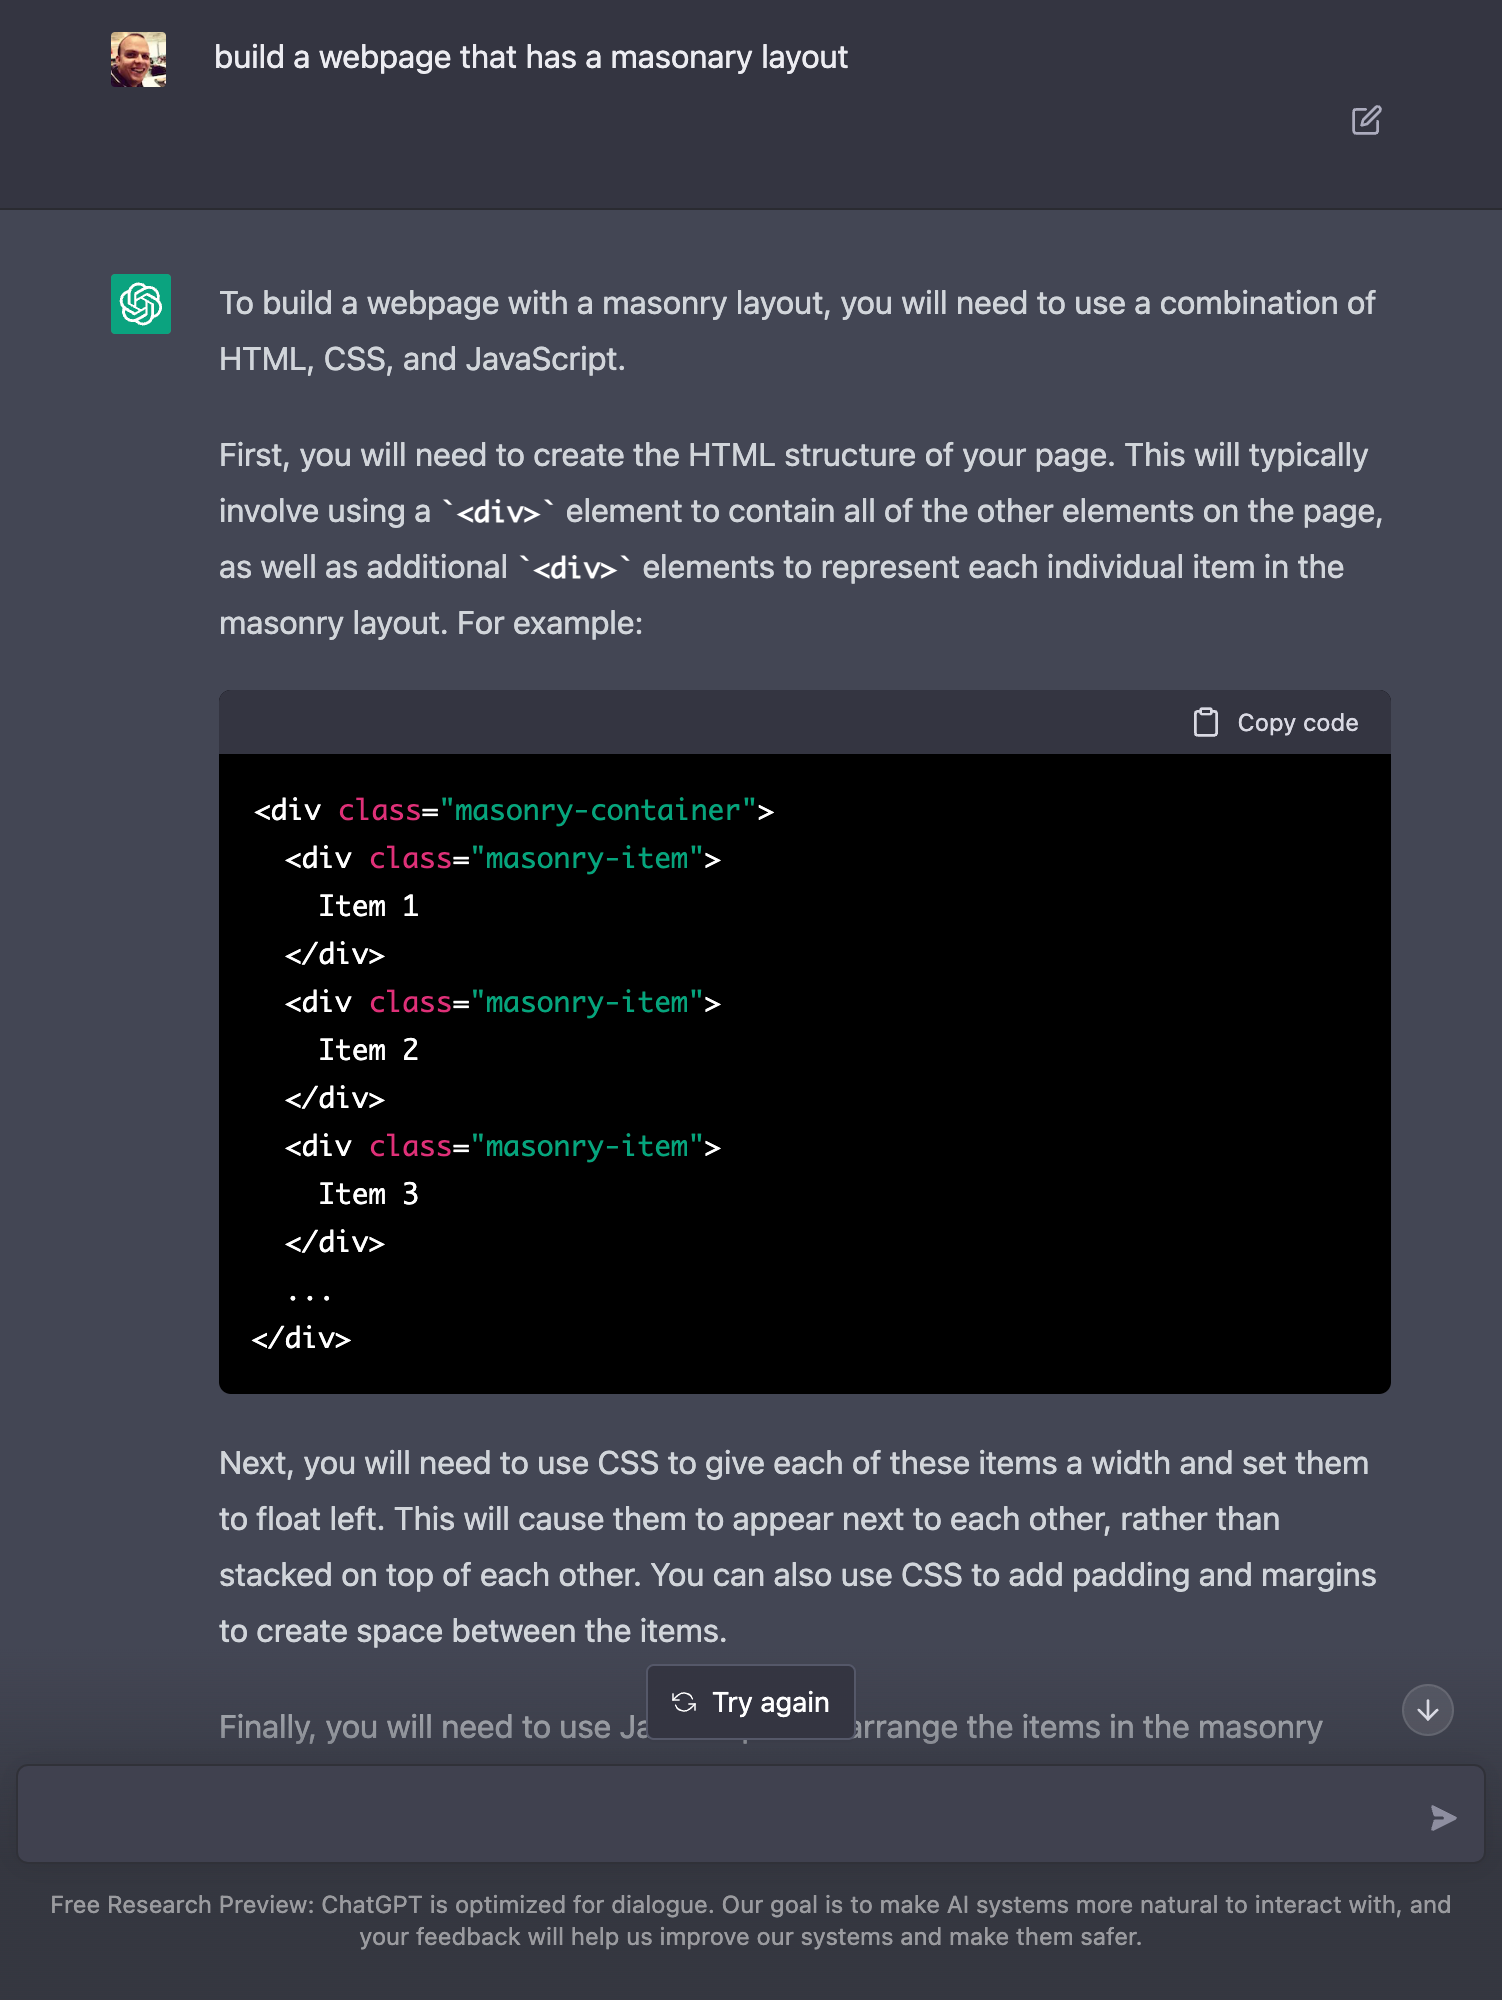 build a webpage that has a masonary layout
To build a webpage with a masonry layout, you will need to use a combination of
HTML, CSS, and JavaScript.
First, you will need to create the HTML structure of your page. This will typically
involve using a `<div>` element to contain all of the other elements on the page,
as well as additional `<div>` elements to represent each individual item in the
masonry layout. For example:
Copy code
<div class="masonry-container">
  <div class="masonry-item">
    Item 1
  </div>
  <div class="masonry-item">
    Item 2
  </div>
  <div class="masonry-item">
    Item 3
  </div>
  ...
</div>
Next, you will need to use CSS to give each of these items a width and set them
to float left. This will cause them to appear next to each other, rather than
stacked on top of each other. You can also use CSS to add padding and margins
to create space between the items.
Try again
Finally, you will need to use the items in the masonry
Free Research Preview: ChatGPT is optimized for dialogue. Our goal is to make AI systems more natural to interact with, and
your feedback will help us improve our systems and make them safer.